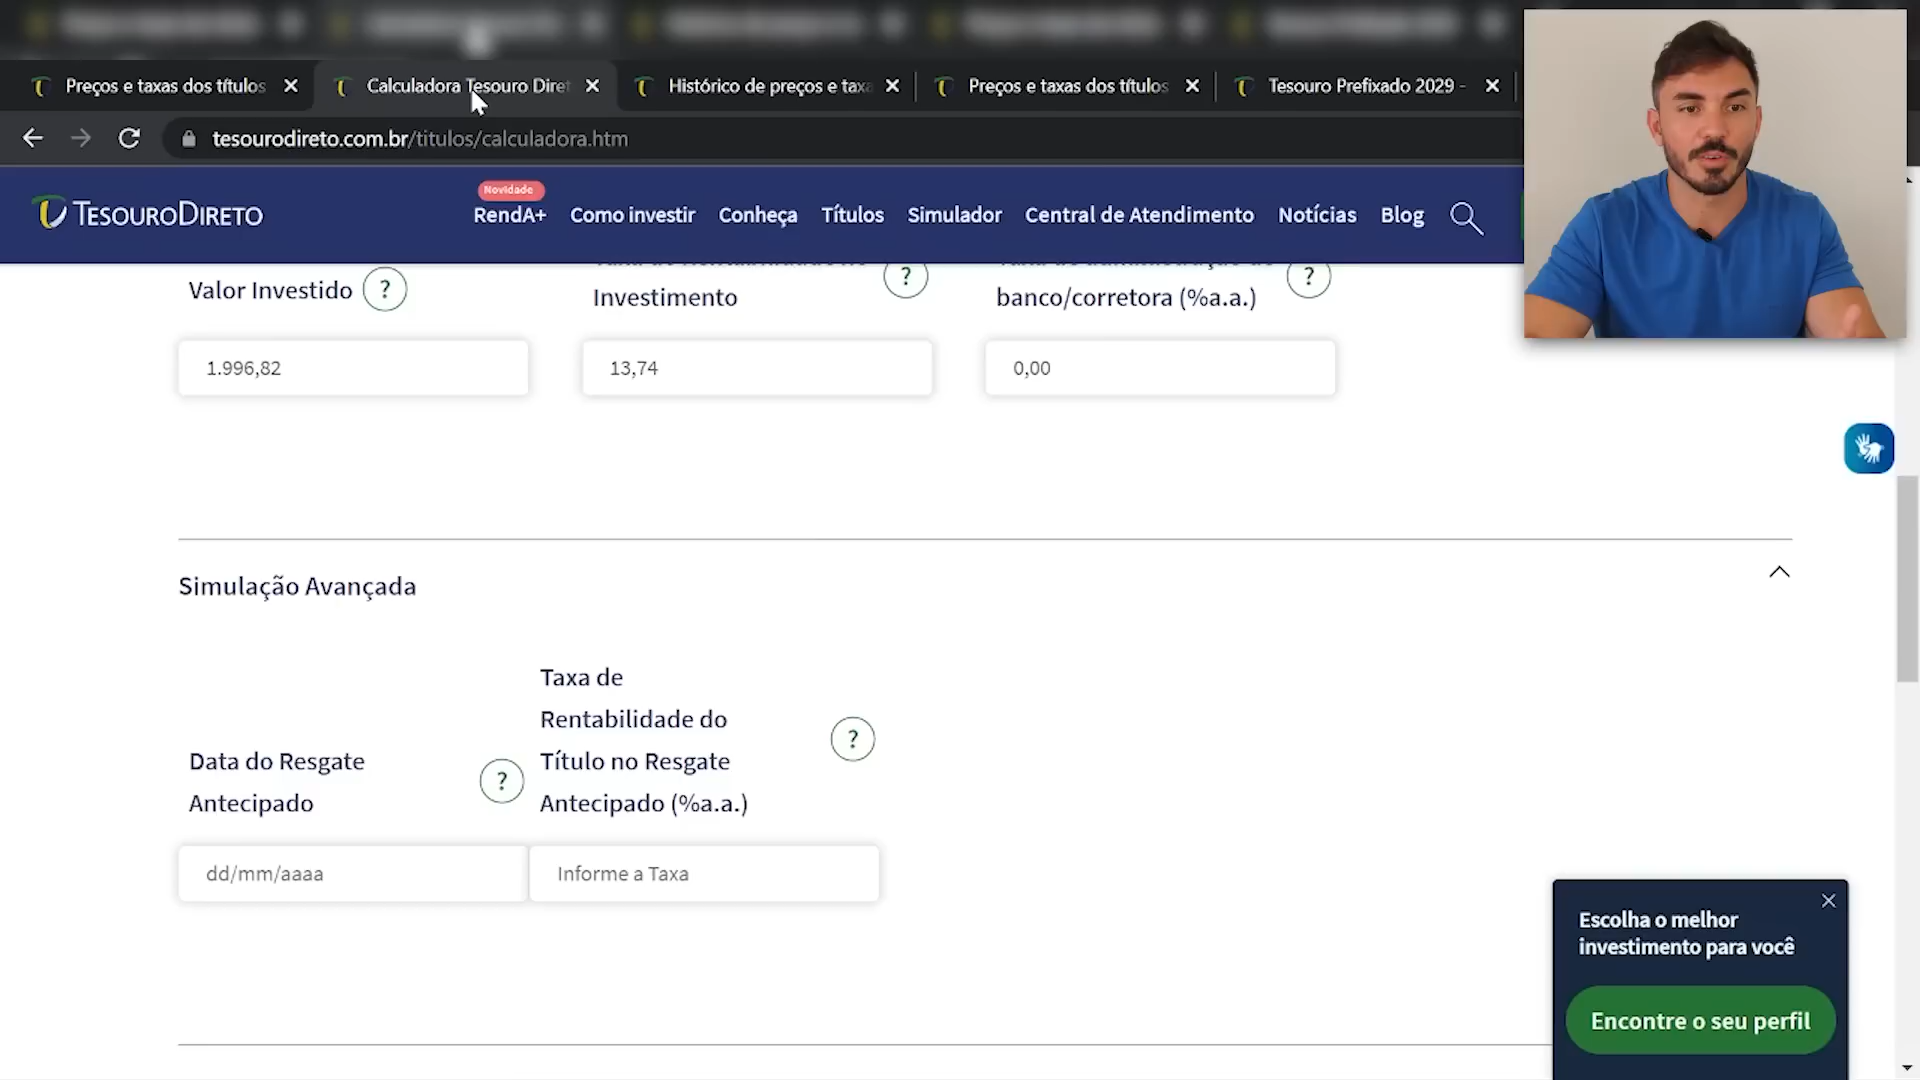 Preços e taxas dos títulos
Calculadora Tesouro Diret
Histórico de preços e taxa
Preços e taxas dos títulos
Tesouro Prefixado 2029 -
tesourodireto.com.br/titulos/calculadora.htm
TESOURODIRETO
Novidade
RendA+
Como investir
Conheça
Títulos
Simulador
Central de Atendimento
Notícias
Blog
Valor Investido ?
Investimento
?
banco/corretora (%a.a.)
?
1.996,82
13,74
0,00
Simulação Avançada
Data do Resgate
Antecipado
?
Taxa de
Rentabilidade do
Título no Resgate
Antecipado (%a.a.)
?
dd/mm/aaaa
Informe a Taxa
Escolha o melhor
investimento para você
Encontre o seu perfil